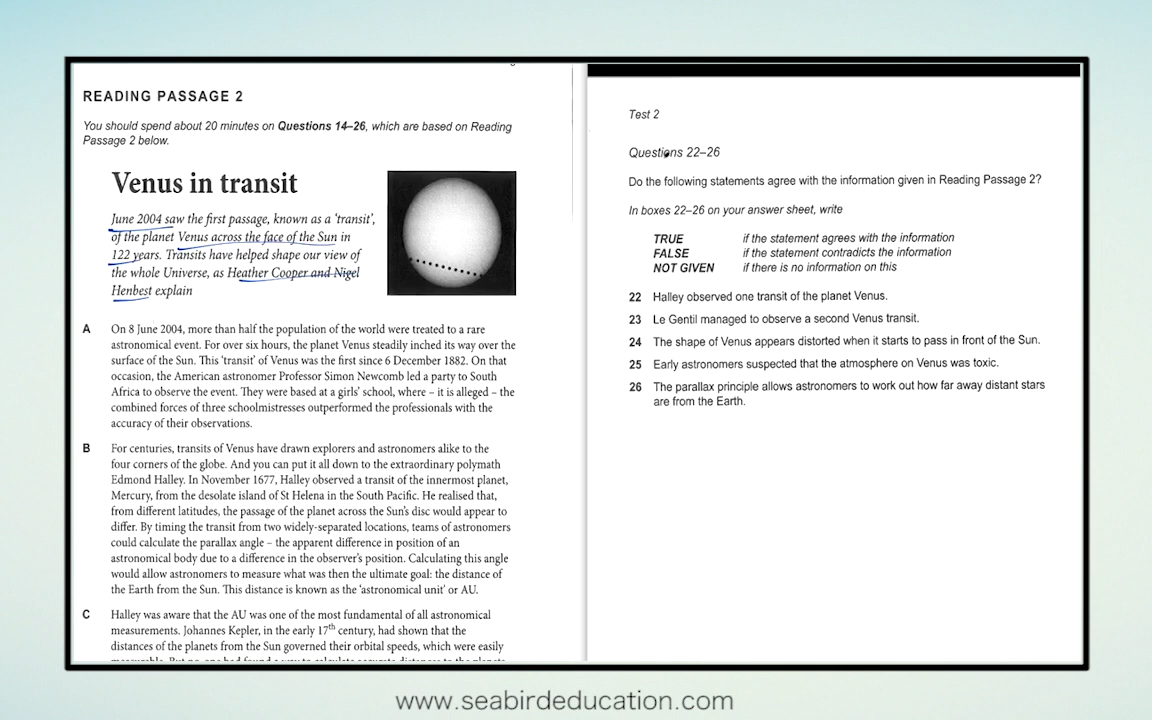 READING PASSAGE 2
You should spend about 20 minutes on Questions 14–26, which are based on Reading
Passage 2 below.
Venus in transit
June 2004 saw the first passage, known as a ‘transit’,
of the planet Venus across the face of the Sun in
122 years. Transits have helped shape our view of
the whole Universe, as Heather Cooper and Nigel
Henbest explain
A On 8 June 2004, more than half the population of the world were treated to a rare
astronomical event. For over six hours, the planet Venus steadily inched its way over the
surface of the Sun. This ‘transit’ of Venus was the first since 6 December 1882. On that
occasion, the American astronomer Professor Simon Newcomb led a party to South
Africa to observe the event. They were based at a girls’ school, where – it is alleged – the
combined forces of three schoolmistresses outperformed the professionals with the
accuracy of their observations.
B For centuries, transits of Venus have drawn explorers and astronomers alike to the
four corners of the globe. And you can put it all down to the extraordinary polymath
Edmond Halley. In November 1677, Halley observed a transit of the innermost planet,
Mercury, from the desolate island of St Helena in the South Pacific. He realised that,
from different latitudes, the passage of the planet across the Sun’s disc would appear to
differ. By timing the transit from two widely-separated locations, teams of astronomers
could calculate the parallax angle – the apparent difference in position of an
astronomical body due to a difference in the observer’s position. Calculating this angle
would allow astronomers to measure what was then the ultimate goal: the distance of
the Earth from the Sun. This distance is known as the ‘astronomical unit’ or AU.
C Halley was aware that the AU was one of the most fundamental of all astronomical
measurements. Johannes Kepler, in the early 17th century, had shown that the
distances of the planets from the Sun governed their orbital speeds, which were easily
Test 2
Questions 22–26
Do the following statements agree with the information given in Reading Passage 2?
In boxes 22–26 on your answer sheet, write
TRUE if the statement agrees with the information
FALSE if the statement contradicts the information
NOT GIVEN if there is no information on this
22 Halley observed one transit of the planet Venus.
23 Le Gentil managed to observe a second Venus transit.
24 The shape of Venus appears distorted when it starts to pass in front of the Sun.
25 Early astronomers suspected that the atmosphere on Venus was toxic.
26 The parallax principle allows astronomers to work out how far away distant stars
are from the Earth.
www.seabirdeducation.com